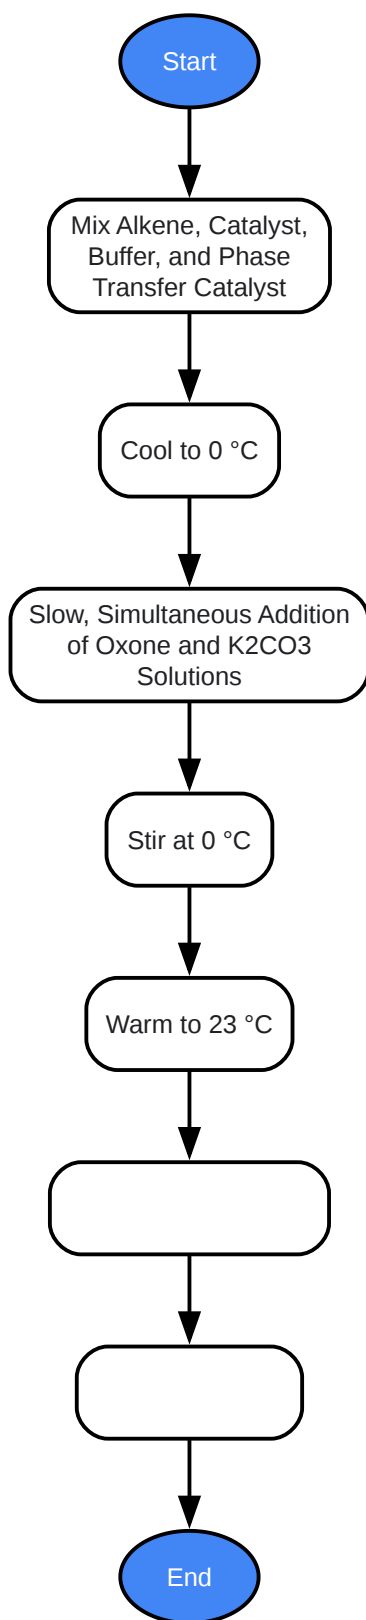 Start
Mix Alkene, Catalyst,
Buffer, and Phase
Transfer Catalyst
Cool to 0 °C
Slow, Simultaneous Addition
of Oxone and K2CO3
Solutions
Stir at 0 °C
Warm to 23 °C
End